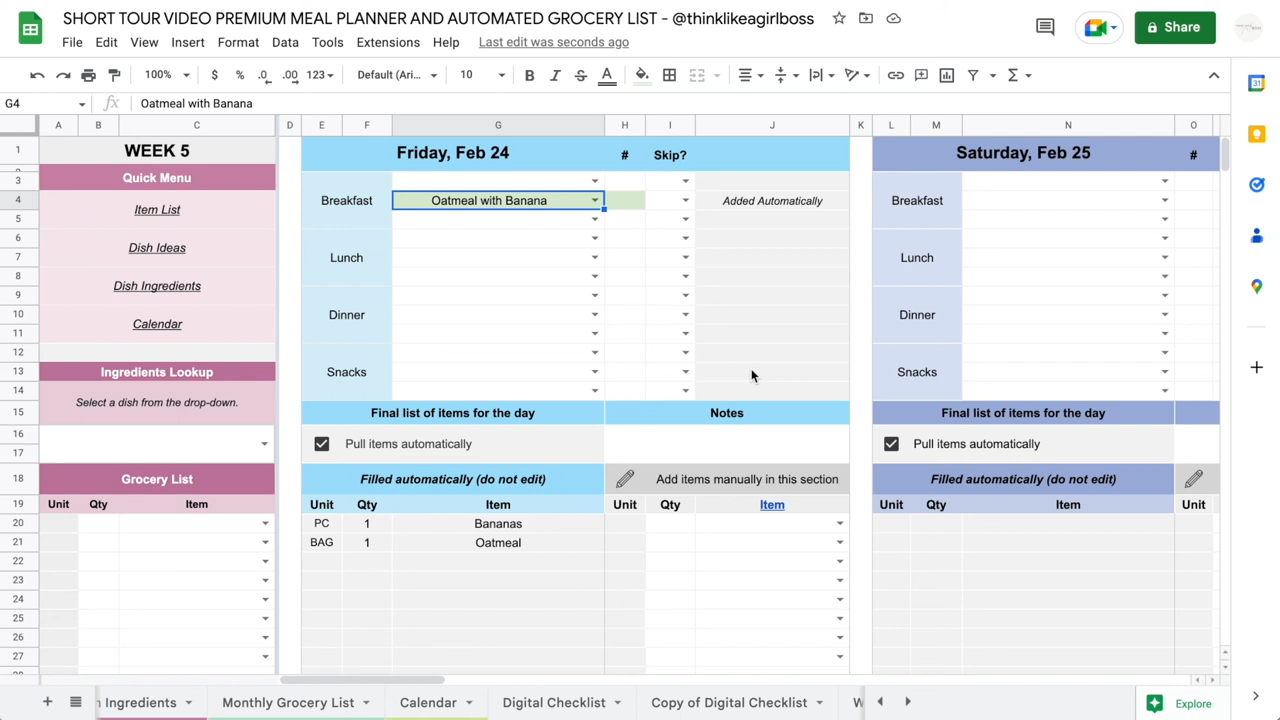 SHORT TOUR VIDEO PREMIUM MEAL PLANNER AND AUTOMATED GROCERY LIST - @thinklikeagirlboss
Share
File Edit View Insert Format Data Tools Extensions Help Last edit was seconds ago
100% $ % .0 .00 123 Default (Ari... 10 B I S A Σ
31
G4 fx Oatmeal with Banana
A B C D E F G H I J K L M N O
1 WEEK 5 Friday, Feb 24 # Skip? Saturday, Feb 25 #
3 Quick Menu
4 Item List Breakfast Oatmeal with Banana Added Automatically Breakfast
5
6 Dish Ideas
7 Lunch Lunch
8 Dish Ingredients
9
10 Calendar Dinner Dinner
11
12
13 Ingredients Lookup Snacks Snacks
14 Select a dish from the drop-down.
15 Final list of items for the day Notes Final list of items for the day
16 Pull items automatically Pull items automatically
17
18 Grocery List Filled automatically (do not edit) Add items manually in this section Filled automatically (do not edit)
19 Unit Qty Item Unit Qty Item Unit Qty Item Unit Qty Item Unit
20 PC 1 Bananas
21 BAG 1 Oatmeal
22
23
24
25
26
27
Ingredients Monthly Grocery List Calendar Digital Checklist Copy of Digital Checklist Explore